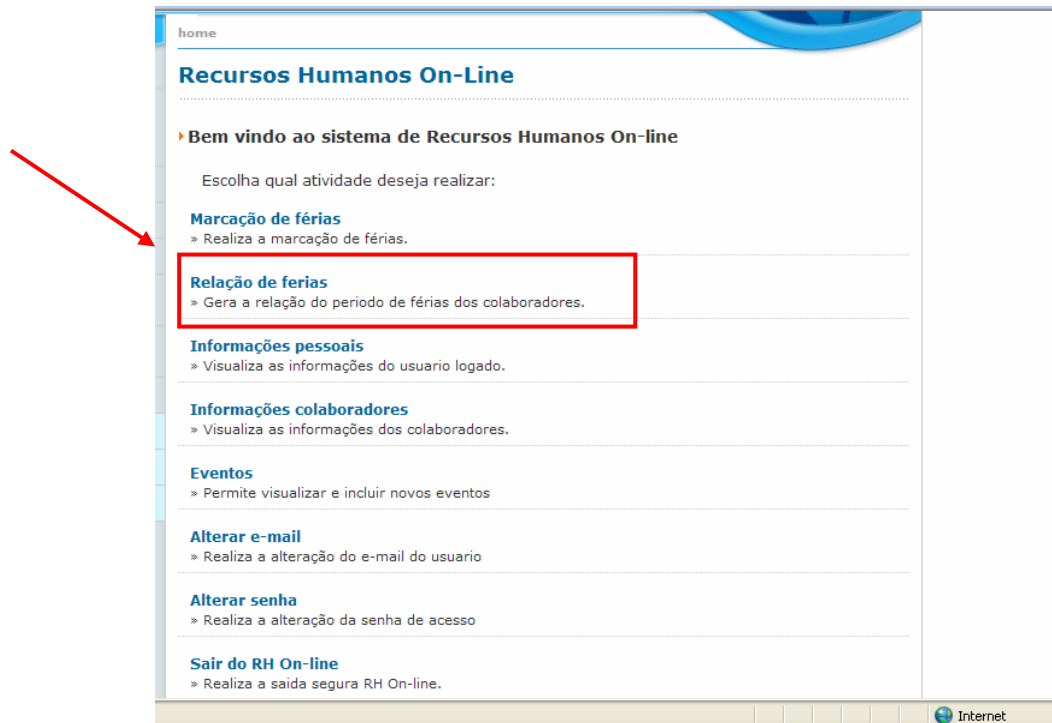 home
Recursos Humanos On-Line
Bem vindo ao sistema de Recursos Humanos On-line
Escolha qual atividade deseja realizar:
Marcação de férias
» Realiza a marcação de férias.
Relação de ferias
» Gera a relação do periodo de férias dos colaboradores.
Informações pessoais
» Visualiza as informações do usuario logado.
Informações colaboradores
» Visualiza as informações dos colaboradores.
Eventos
» Permite visualizar e incluir novos eventos
Alterar e-mail
» Realiza a alteração do e-mail do usuario
Alterar senha
» Realiza a alteração da senha de acesso
Sair do RH On-line
» Realiza a saida segura RH On-line.
Internet